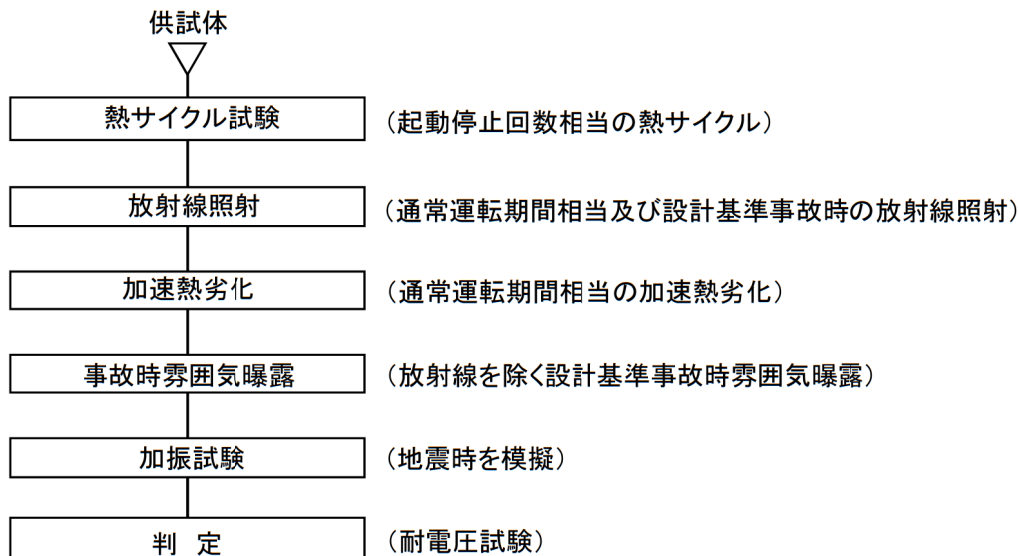 供試体
熱サイクル試験 (起動停止回数相当の熱サイクル)
放射線照射 (通常運転期間相当及び設計基準事故時の放射線照射)
加速熱劣化 (通常運転期間相当の加速熱劣化)
事故時雰囲気曝露 (放射線を除く設計基準事故時雰囲気曝露)
加振試験 (地震時を模擬)
判 定 (耐電圧試験)